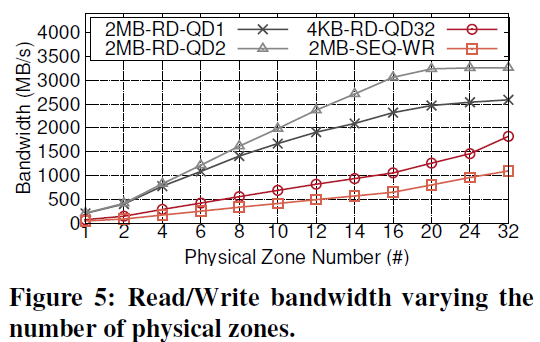 2MB-RD-QD1 4KB-RD-QD32
2MB-RD-QD2 2MB-SEQ-WR
Bandwidth (MB/s)
4000
3500
3000
2500
2000
1500
1000
500
0
1 2 4 6 8 10 12 14 16 20 24 32
Physical Zone Number (#)
Figure 5: Read/Write bandwidth varying the
number of physical zones.